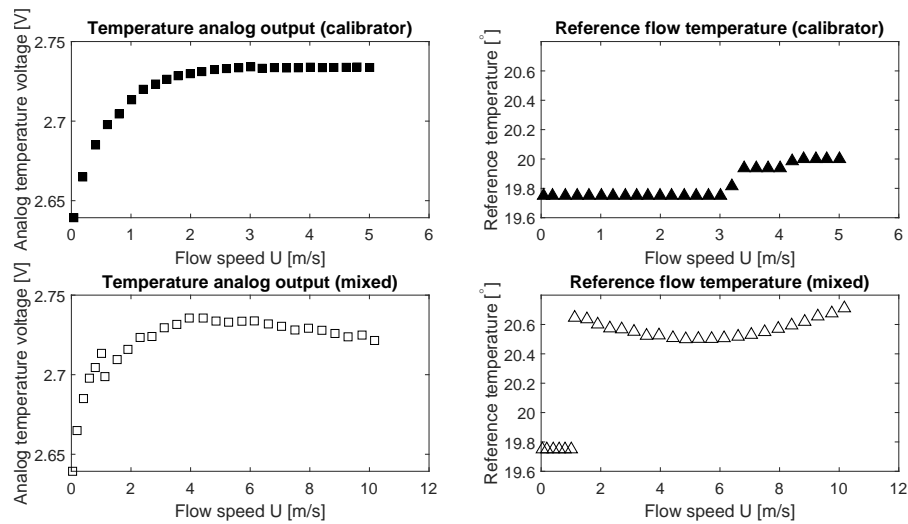 Temperature analog output (calibrator)
Analog temperature voltage [V]
2.75
2.7
2.65
0 1 2 3 4 5 6
Flow speed U [m/s]
Reference flow temperature (calibrator)
Reference temperature [°]
20.6
20.4
20.2
20
19.8
19.6
0 1 2 3 4 5 6
Flow speed U [m/s]
Temperature analog output (mixed)
Analog temperature voltage [V]
2.75
2.7
2.65
0 2 4 6 8 10 12
Flow speed U [m/s]
Reference flow temperature (mixed)
Reference temperature [°]
20.6
20.4
20.2
20
19.8
19.6
0 2 4 6 8 10 12
Flow speed U [m/s]